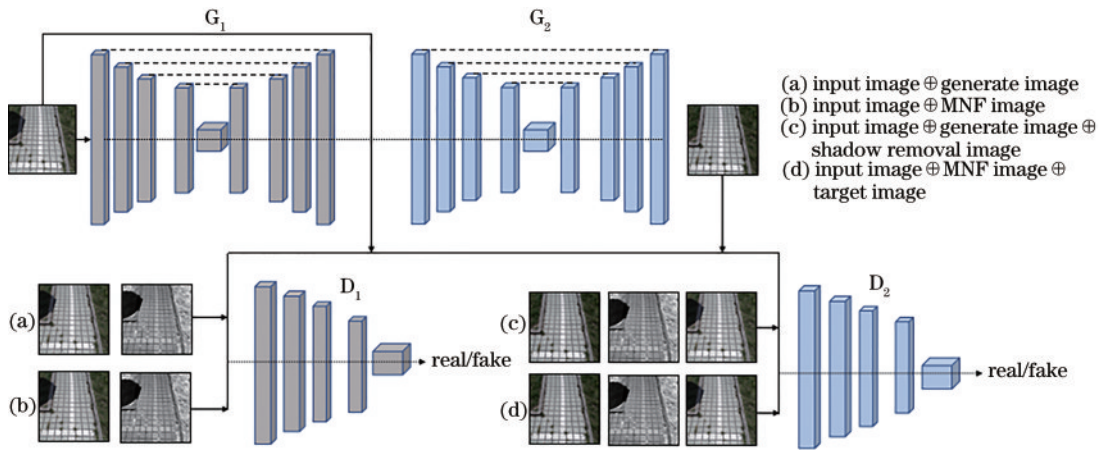 G₁
G₂
(a) input image ⊕ generate image
(b) input image ⊕ MNF image
(c) input image ⊕ generate image ⊕
shadow removal image
(d) input image ⊕ MNF image ⊕
target image
D₁
D₂
(a)
(c)
real/fake
real/fake
(b)
(d)